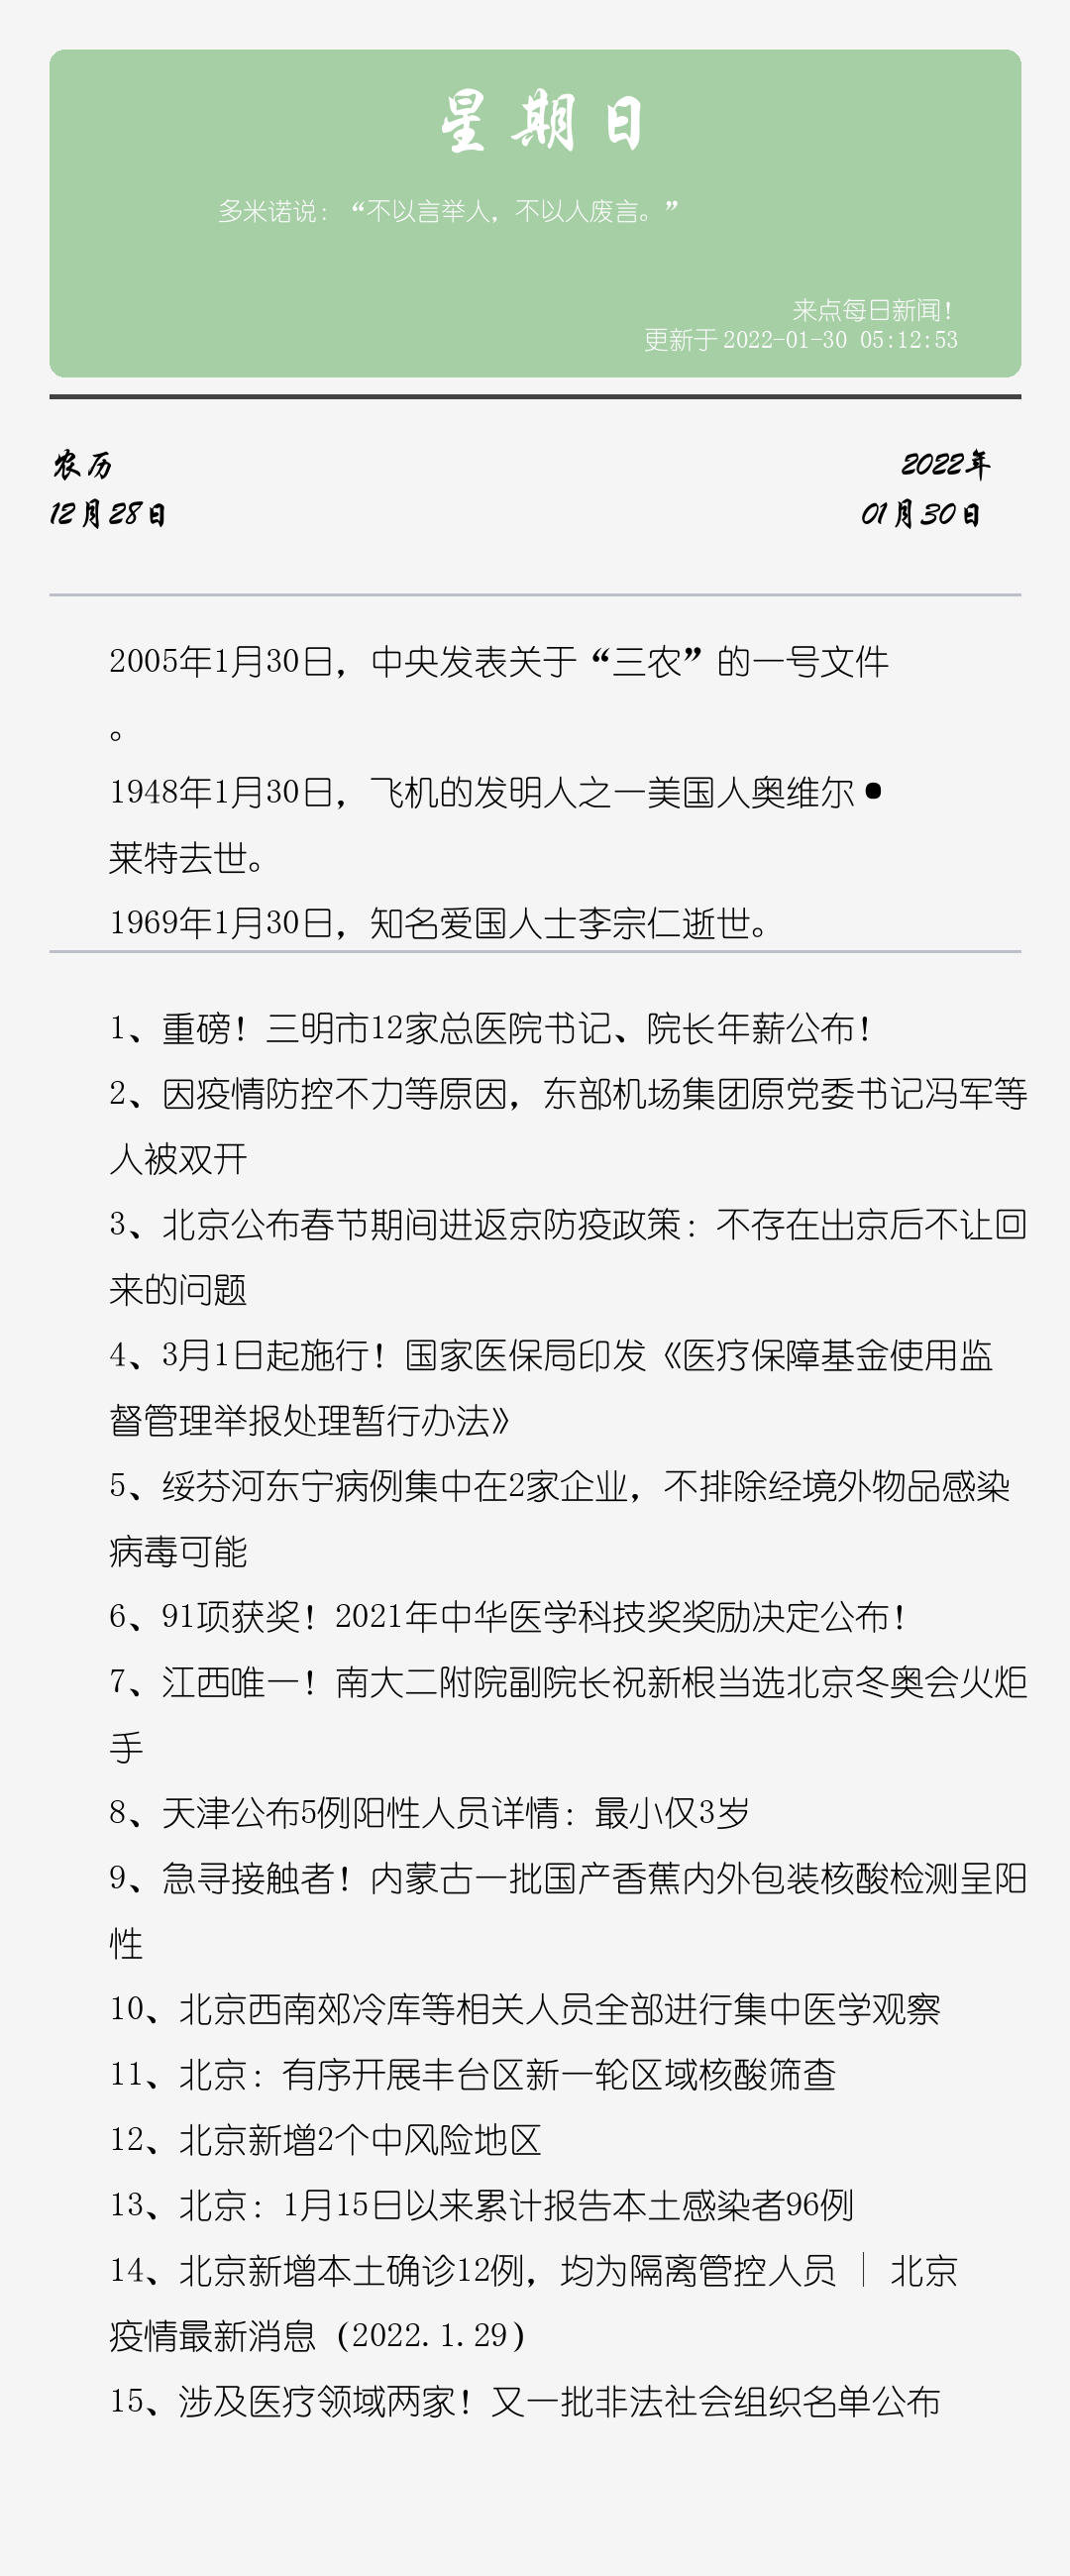 星期日
多米诺说：“不以言举人，不以人废言。”
来点每日新闻！
更新于2022-01-30 05:12:53
农历
2022年
12月28日
01月30日
2005年1月30日，中央发表关于“三农”的一号文件
。
1948年1月30日，飞机的发明人之一美国人奥维尔•
莱特去世。
1969年1月30日，知名爱国人士李宗仁逝世。
1、重磅！三明市12家总医院书记、院长年薪公布！
2、因疫情防控不力等原因，东部机场集团原党委书记冯军等
人被双开
3、北京公布春节期间进返京防疫政策：不存在出京后不让回
来的问题
4、3月1日起施行！国家医保局印发《医疗保障基金使用监
督管理举报处理暂行办法》
5、绥芬河东宁病例集中在2家企业，不排除经境外物品感染
病毒可能
6、91项获奖！2021年中华医学科技奖奖励决定公布！
7、江西唯一！南大二附院副院长祝新根当选北京冬奥会火炬
手
8、天津公布5例阳性人员详情：最小仅3岁
9、急寻接触者！内蒙古一批国产香蕉内外包装核酸检测呈阳
性
10、北京西南郊冷库等相关人员全部进行集中医学观察
11、北京：有序开展丰台区新一轮区域核酸筛查
12、北京新增2个中风险地区
13、北京：1月15日以来累计报告本土感染者96例
14、北京新增本土确诊12例，均为隔离管控人员 | 北京
疫情最新消息（2022.1.29）
15、涉及医疗领域两家！又一批非法社会组织名单公布